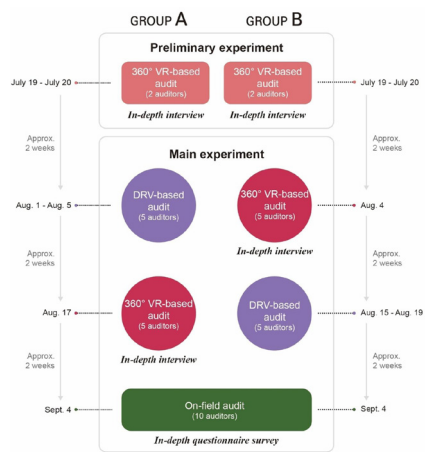 GROUP A GROUP B
Preliminary experiment
July 19 - July 20
360° VR-based
audit
(2 auditors)
In-depth interview
360° VR-based
audit
(2 auditors)
In-depth interview
July 19 - July 20
Approx.
2 weeks
Approx.
2 weeks
Main experiment
Aug. 1 - Aug. 5
DRV-based
audit
(5 auditors)
360° VR-based
audit
(5 auditors)
In-depth
interview
Aug. 4
Approx.
2 weeks
Approx.
2 weeks
Aug. 17
360° VR-based
audit
(5 auditors)
In-depth interview
DRV-based
audit
(5 auditors)
Aug. 15 - Aug. 19
Approx.
2 weeks
Approx.
2 weeks
Sept. 4
On-field audit
(10 auditors)
Sept. 4
In-depth questionnaire survey